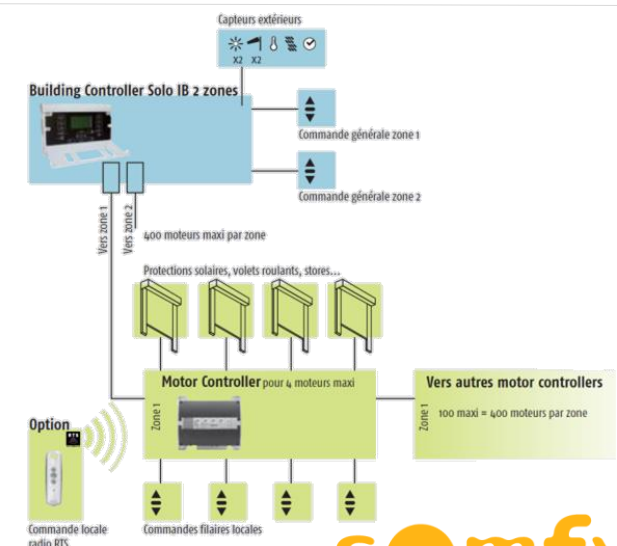 Capteurs extérieurs
X2 X2
Building Controller Solo IB 2 zones
Commande générale zone 1
Commande générale zone 2
Vers zone 1
Vers zone 2
400 moteurs maxi par zone
Protections solaires, volets roulants, stores...
Motor Controller pour 4 moteurs maxi
Zone 1
Vers autres motor controllers
Zone 1
100 maxi = 400 moteurs par zone
Option
RTS
Commande locale
radio RTS
Commandes filaires locales
somfy